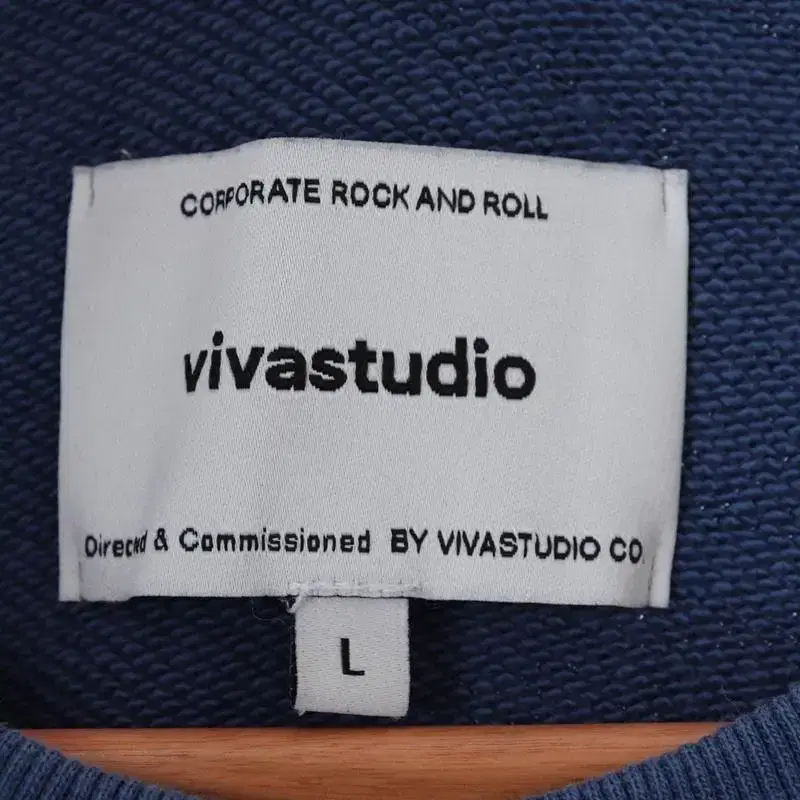 CORPORATE ROCK AND ROLL
vivastudio
Directed & Commissioned BY VIVASTUDIO CO.
L